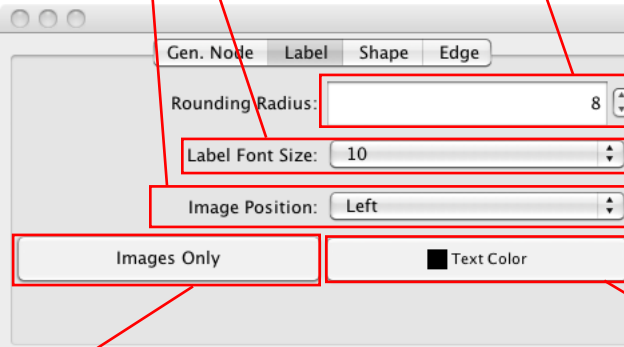 Gen. Node Label Shape Edge
Rounding Radius: 8
Label Font Size: 10
Image Position: Left
Images Only Text Color